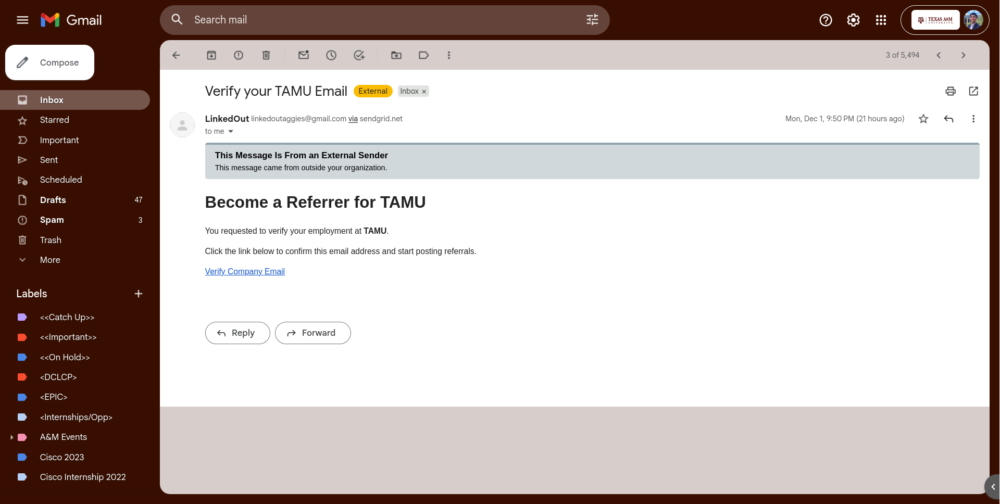 Gmail
Search mail
TEXAS A&M
UNIVERSITY
Compose
3 of 5,494
Inbox
Starred
Important
Sent
Scheduled
Drafts 47
Spam 3
Trash
More
Labels
<<Catch Up>>
<<Important>>
<<On Hold>>
<DCLCP>
<EPIC>
<Internships/Opp>
A&M Events
Cisco 2023
Cisco Internship 2022
Verify your TAMU Email External Inbox ×
LinkedOut linkedoutaggies@gmail.com via sendgrid.net Mon, Dec 1, 9:50 PM (21 hours ago)
to me
This Message Is From an External Sender
This message came from outside your organization.
Become a Referrer for TAMU
You requested to verify your employment at TAMU.
Click the link below to confirm this email address and start posting referrals.
Verify Company Email
Reply Forward